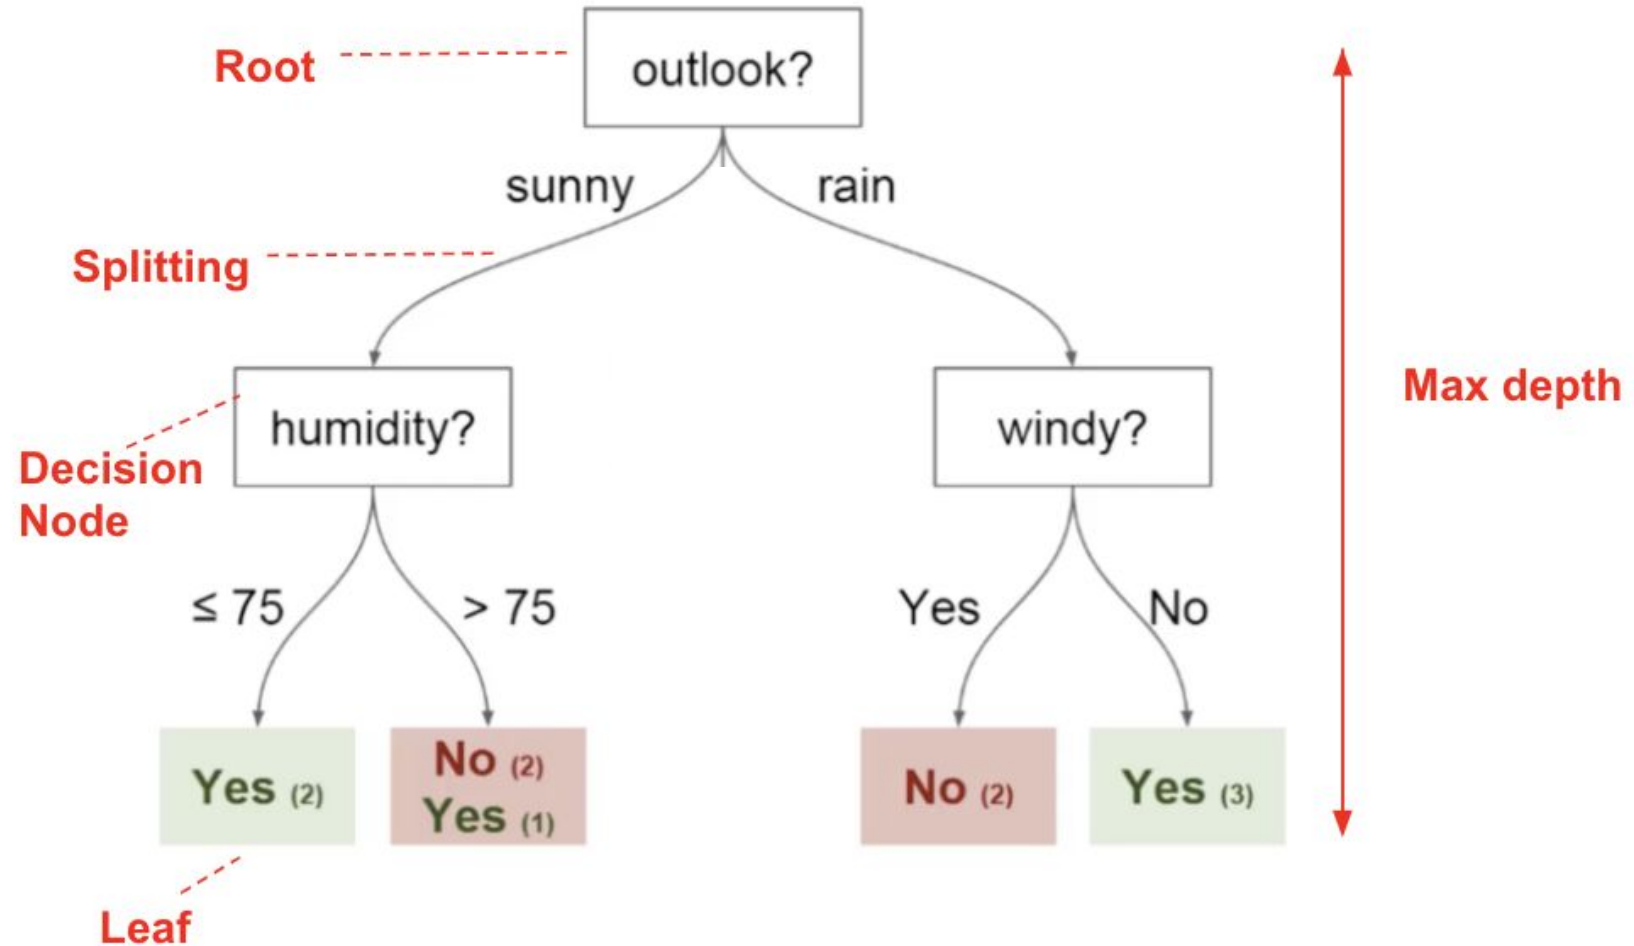 Root
outlook?
sunny
rain
Splitting
humidity?
windy?
Max depth
Decision
Node
≤ 75
> 75
Yes
No
Yes (2)
No (2)
Yes (1)
No (2)
Yes (3)
Leaf